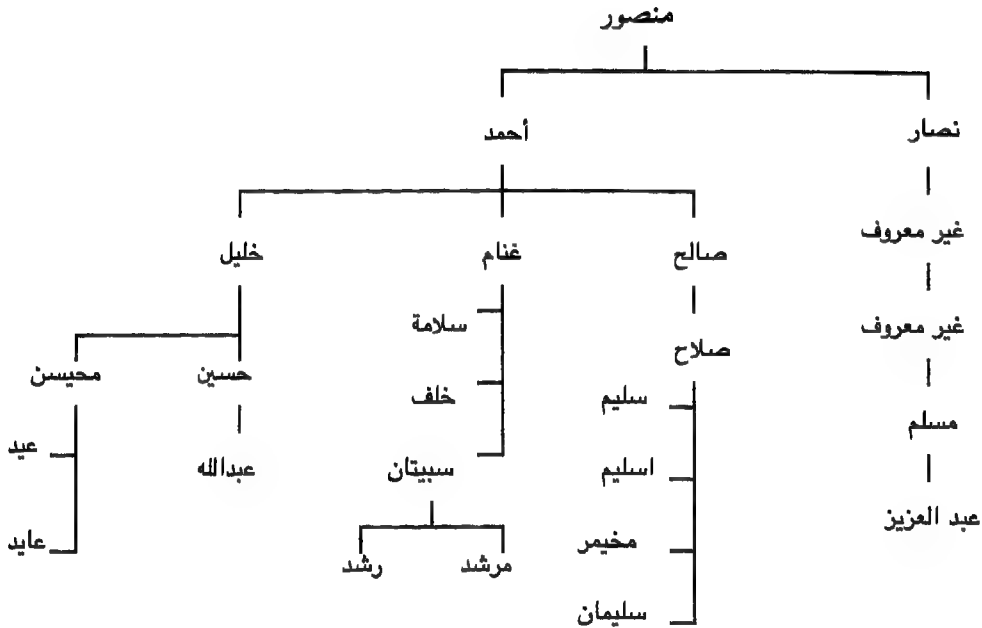 منصور
نصار
أحمد
غير معروف
صالح
غنام
خليل
غير معروف
سلامة
صلاح
حسين
محيسن
سليم
خلف
مسلم
عيد
عبدالله
سبيتان
اسليم
عبد العزيز
مخيمر
عايد
مرشد
رشد
سليمان